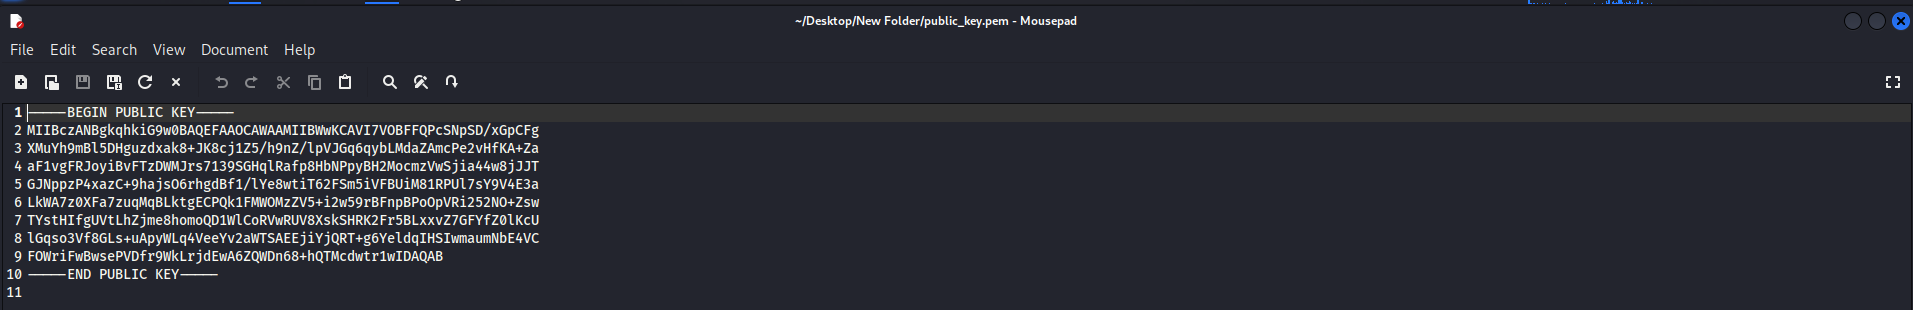 ~/Desktop/New Folder/public_key.pem - Mousepad
File Edit Search View Document Help
1 -----BEGIN PUBLIC KEY-----
2 MIIBczANBgkqhkiG9w0BAQEFAAOCAWAAMIIBWwKCAVI7VOBFFQPcSNpSD/xGpCFg
3 XMuYh9mBl5DHguzdxak8+JK8cj1Z5/h9nZ/lpVJGq6qybLMdaZAmcPe2vHfKA+Za
4 aF1vgFRJoyiBvFTzDWMJrs7139SGHqlRafp8HbNPpyBH2MocmzVwSjia44w8jJJT
5 GJNppzP4xazC+9hajsO6rhgdBf1/lYe8wtiT62FSm5iVFBUiM81RPUl7sY9V4E3a
6 LkWA7z0XFa7zuqMqBLktgECPQk1FMWOMzZV5+i2w59rBFnpBPoOpVRi252NO+Zsw
7 TYstHIfgUVtLhZjme8homoQD1WlCoRVwRUV8XskSHRK2Fr5BLxxvZ7GFYfZ0lKcU
8 lGqso3Vf8GLs+uApyWLq4VeeYv2aWTSAEEjiYjQRT+g6YeldqIHSIwmaumNbE4VC
9 FOWriFwBwsePVDfr9WkLrjdEwA6ZQWDn68+hQTMcdwtr1wIDAQAB
10 -----END PUBLIC KEY-----
11